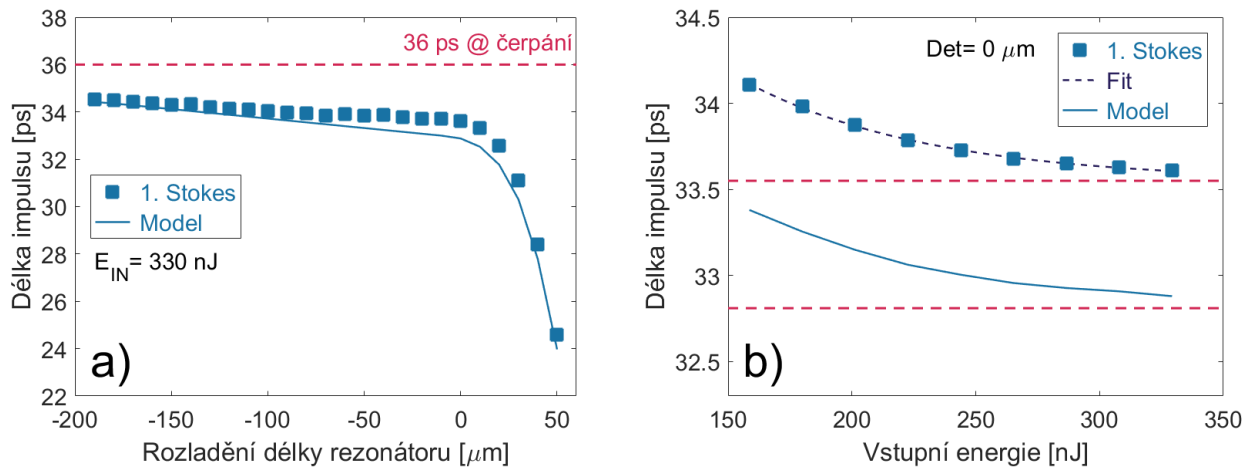 38
36
34
32
30
28
26
24
22
-200
-150
-100
-50
0
50
Délka impulsu [ps]
Rozladění délky rezonátoru [μm]
36 ps @ čerpání
1. Stokes
Model
E_IN= 330 nJ
a)
34.5
34
33.5
33
32.5
150
200
250
300
350
Délka impulsu [ps]
Vstupní energie [nJ]
Det= 0 μm
1. Stokes
Fit
Model
b)